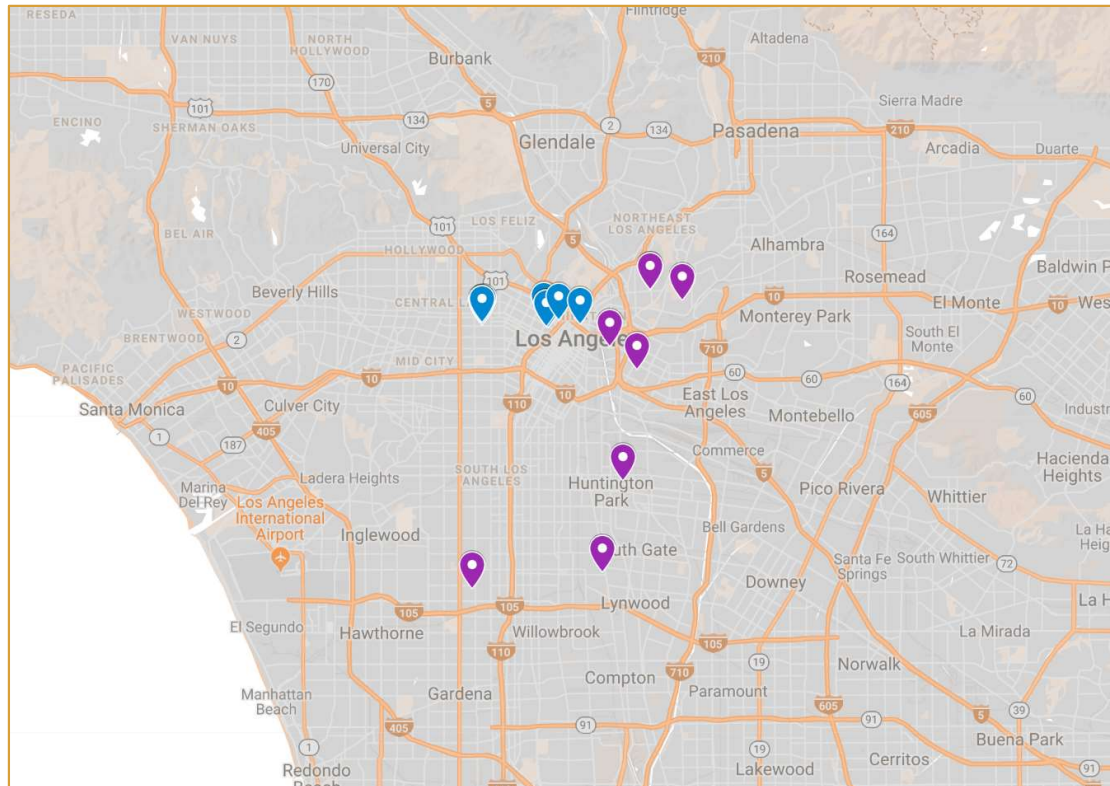 RESEDA
VAN NUYS
NORTH
HOLLYWOOD
Burbank
Flintridge
Altadena
210
170
101
5
Sierra Madre
ENCINO
SHERMAN OAKS
134
2
134
Pasadena
210
Universal City
Glendale
Arcadia
Duarte
LOS FELIZ
NORTHEAST
LOS ANGELES
101
5
164
BEL AIR
HOLLYWOOD
Alhambra
Rosemead
Baldwin P
Beverly Hills
CENTRAL L
101
10
El Monte
10
Wes
WESTWOOD
Monterey Park
South El
Monte
BRENTWOOD
2
Los Angele
710
PACIFIC
PALISADES
MID CITY
10
10
60
60
164
Santa Monica
Culver City
110
10
East Los
Angeles
Montebello
605
60
Indust
1
405
187
Commerce
Hacienda
Heights
Ladera Heights
SOUTH LOS
ANGELES
5
Marina
Del Rey
Huntington
Park
Pico Rivera
Whittier
Los Angeles
International
Airport
Inglewood
Bell Gardens
La Ha
Heig
uth Gate
Santa Fe
Springs
South Whittier
72
Downey
105
105
Lynwood
La H
El Segundo
Hawthorne
Willowbrook
105
La Mirada
110
19
Norwalk
Manhattan
Beach
Gardena
Compton
710
Paramount
605
39
91
91
5
405
1
19
Buena Park
Redondo
Beach
Lakewood
Cerritos